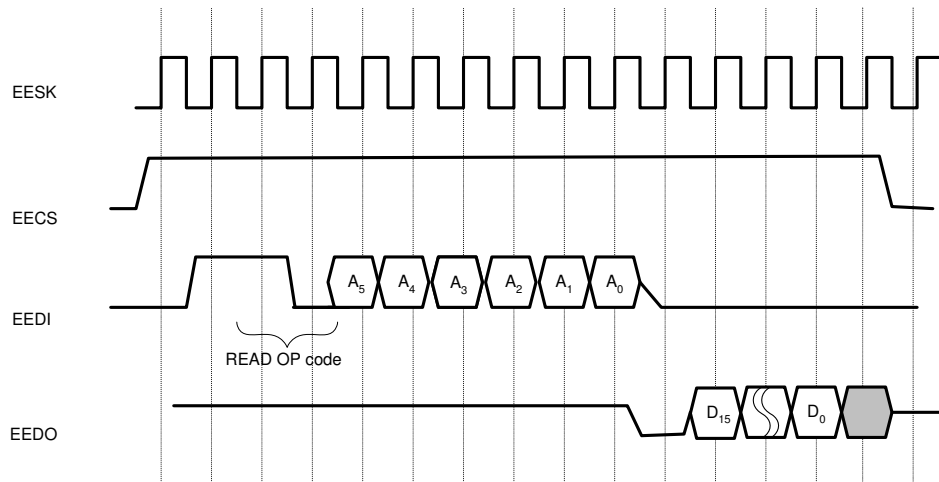 EESK
EECS
EEDI
A5 A4 A3 A2 A1 A0
READ OP code
EEDO
D15 D0